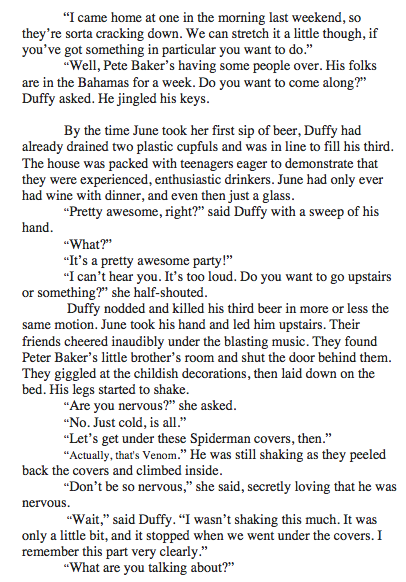 “I came home at one in the morning last weekend, so
they’re sorta cracking down. We can stretch it a little though, if
you’ve got something in particular you want to do.”
“Well, Pete Baker’s having some people over. His folks
are in the Bahamas for a week. Do you want to come along?”
Duffy asked. He jingled his keys.
By the time June took her first sip of beer, Duffy had
already drained two plastic cupfuls and was in line to fill his third.
The house was packed with teenagers eager to demonstrate that
they were experienced, enthusiastic drinkers. June had only ever
had wine with dinner, and even then just a glass.
“Pretty awesome, right?” said Duffy with a sweep of his
hand.
“What?”
“It’s a pretty awesome party!”
“I can’t hear you. It’s too loud. Do you want to go upstairs
or something?” she half-shouted.
Duffy nodded and killed his third beer in more or less the
same motion. June took his hand and led him upstairs. Their
friends cheered inaudibly under the blasting music. They found
Peter Baker’s little brother’s room and shut the door behind them.
They giggled at the childish decorations, then laid down on the
bed. His legs started to shake.
“Are you nervous?” she asked.
“No. Just cold, is all.”
“Let’s get under these Spiderman covers, then.”
“Actually, that's Venom.” He was still shaking as they peeled
back the covers and climbed inside.
“Don’t be so nervous,” she said, secretly loving that he was
nervous.
“Wait,” said Duffy. “I wasn’t shaking this much. It was
only a little bit, and it stopped when we went under the covers. I
remember this part very clearly.”
“What are you talking about?”